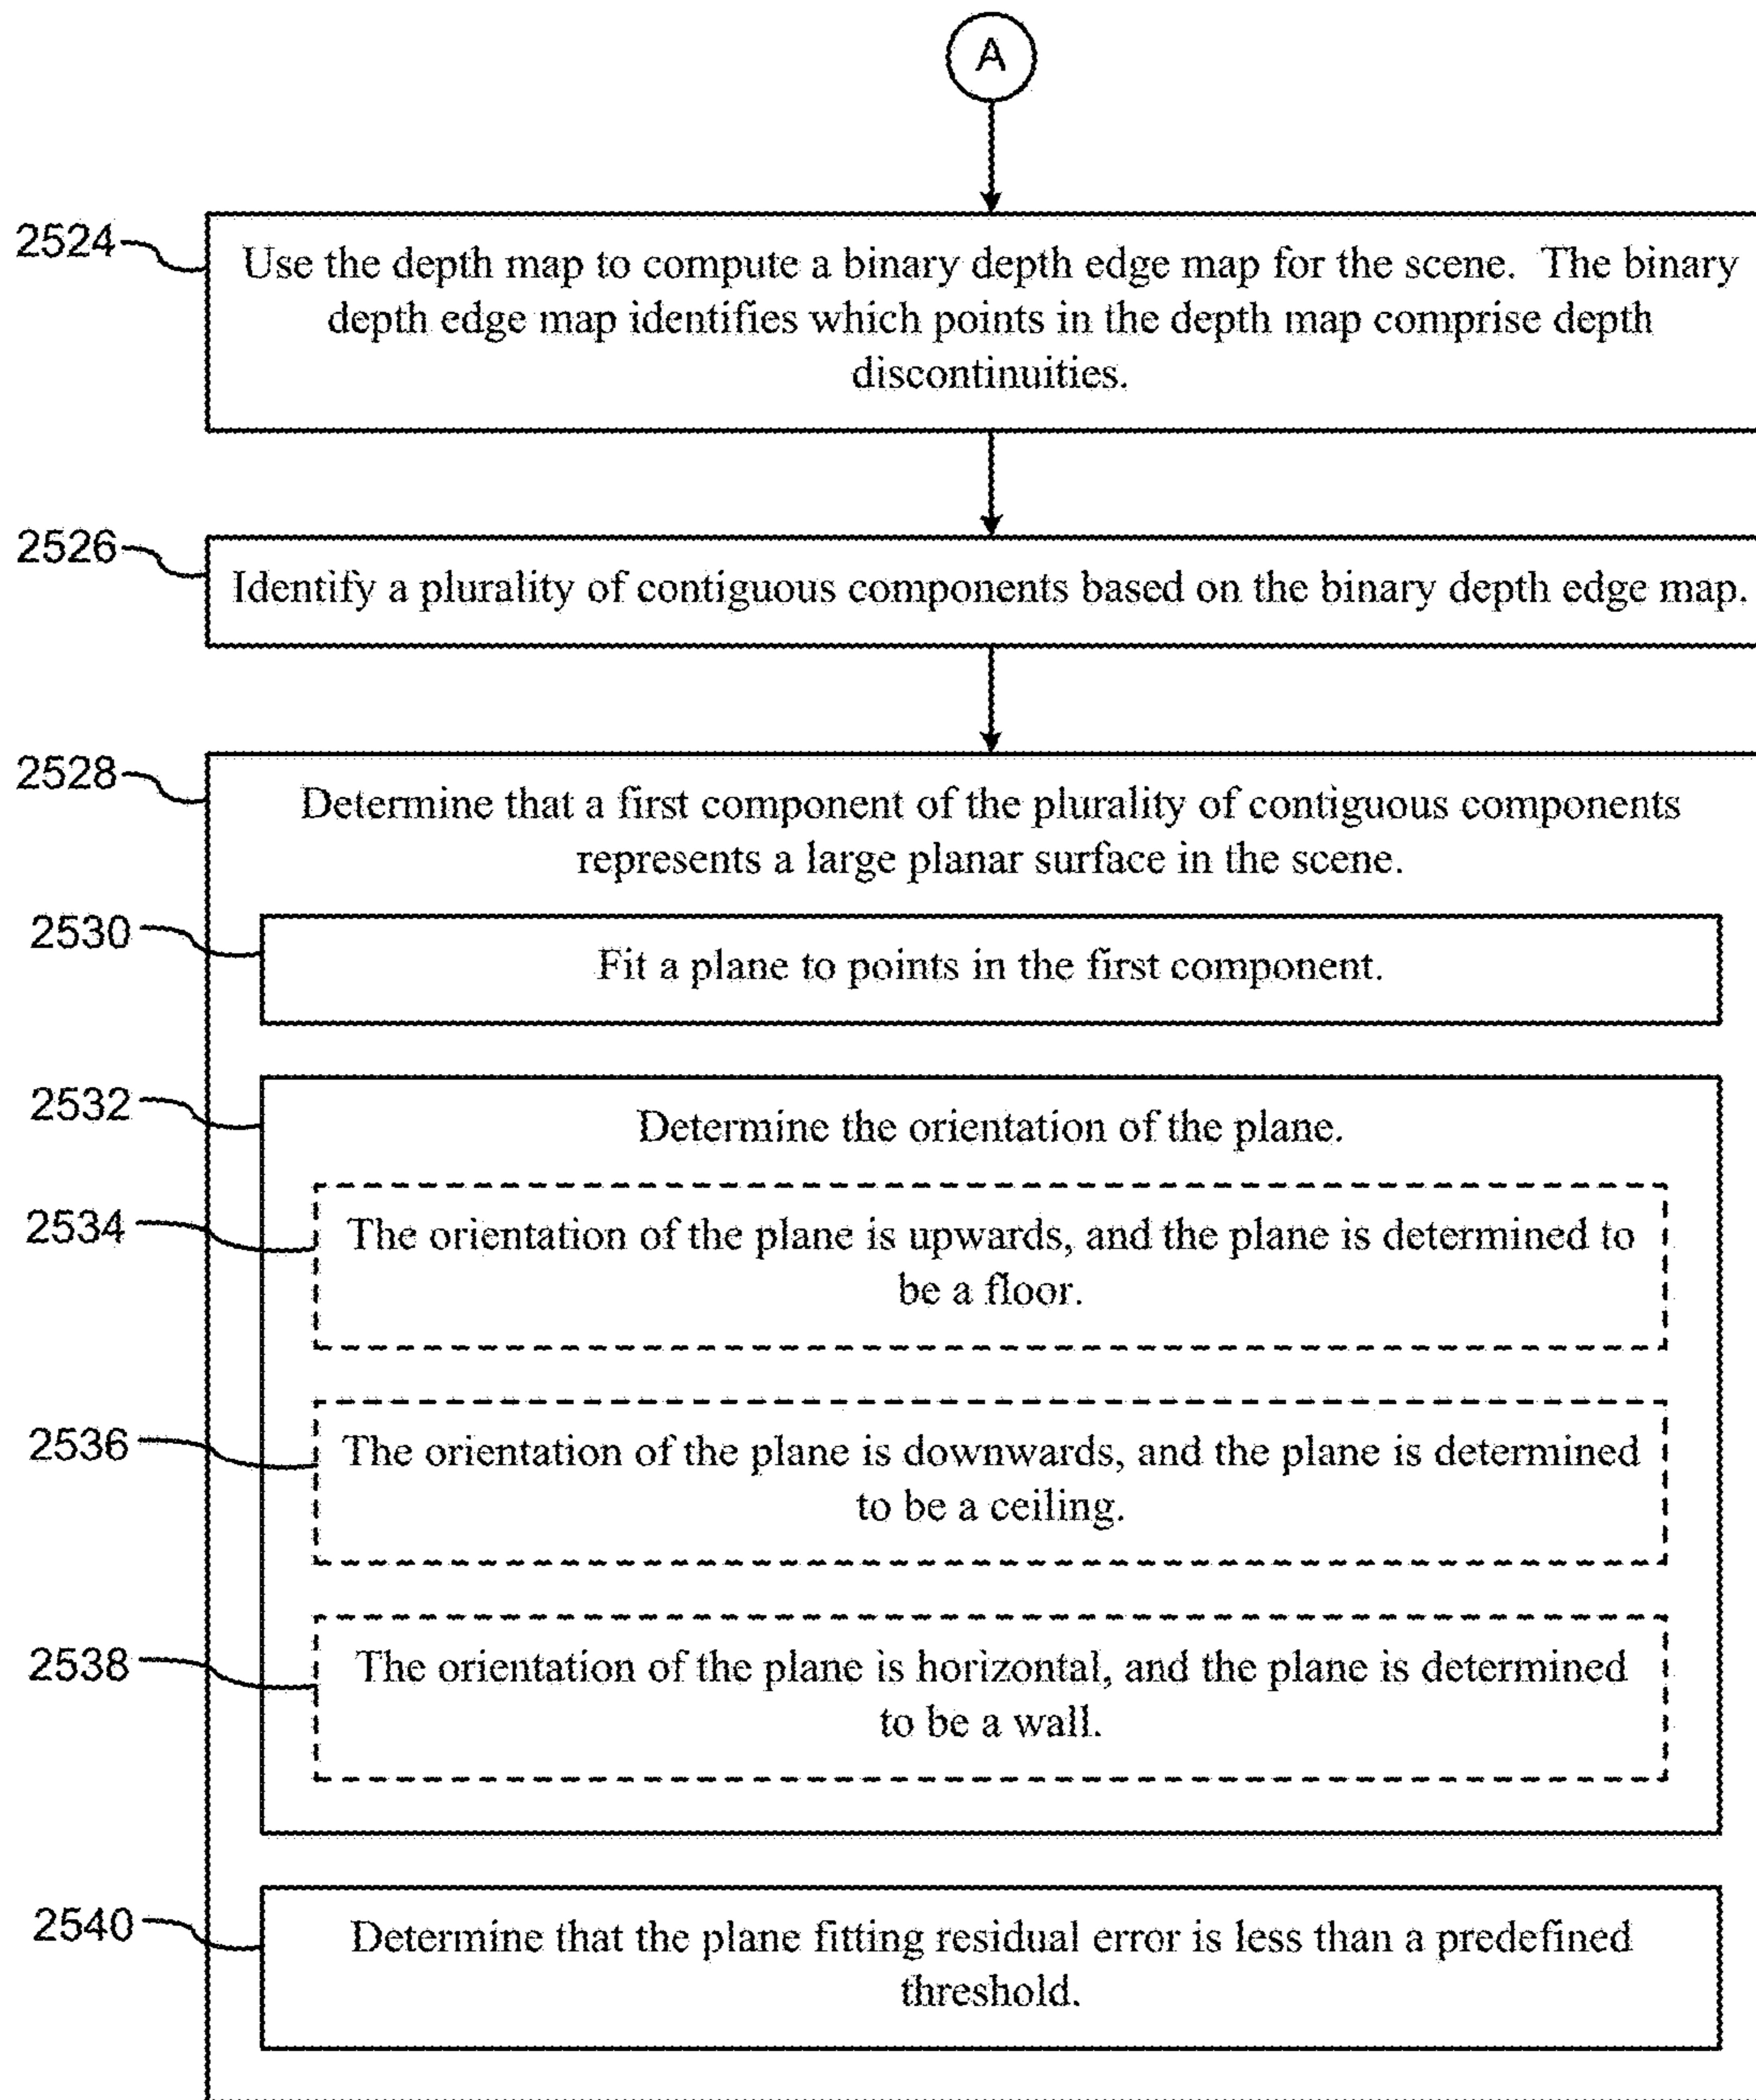 A
2524
Use the depth map to compute a binary depth edge map for the scene. The binary
depth edge map identifies which points in the depth map comprise depth
discontinuities.
2526
Identify a plurality of contiguous components based on the binary depth edge map.
2528
Determine that a first component of the plurality of contiguous components
represents a large planar surface in the scene.
2530
Fit a plane to points in the first component.
2532
Determine the orientation of the plane.
2534
The orientation of the plane is upwards, and the plane is determined to
be a floor.
2536
The orientation of the plane is downwards, and the plane is determined
to be a ceiling.
2538
The orientation of the plane is horizontal, and the plane is determined
to be a wall.
2540
Determine that the plane fitting residual error is less than a predefined
threshold.